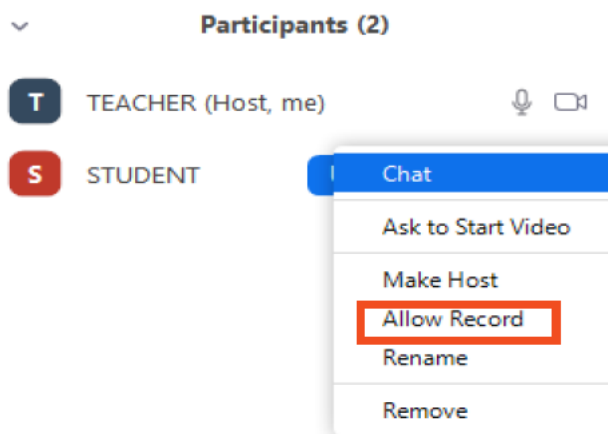 Participants (2)
T TEACHER (Host, me)
S STUDENT
Chat
Ask to Start Video
Make Host
Allow Record
Rename
Remove